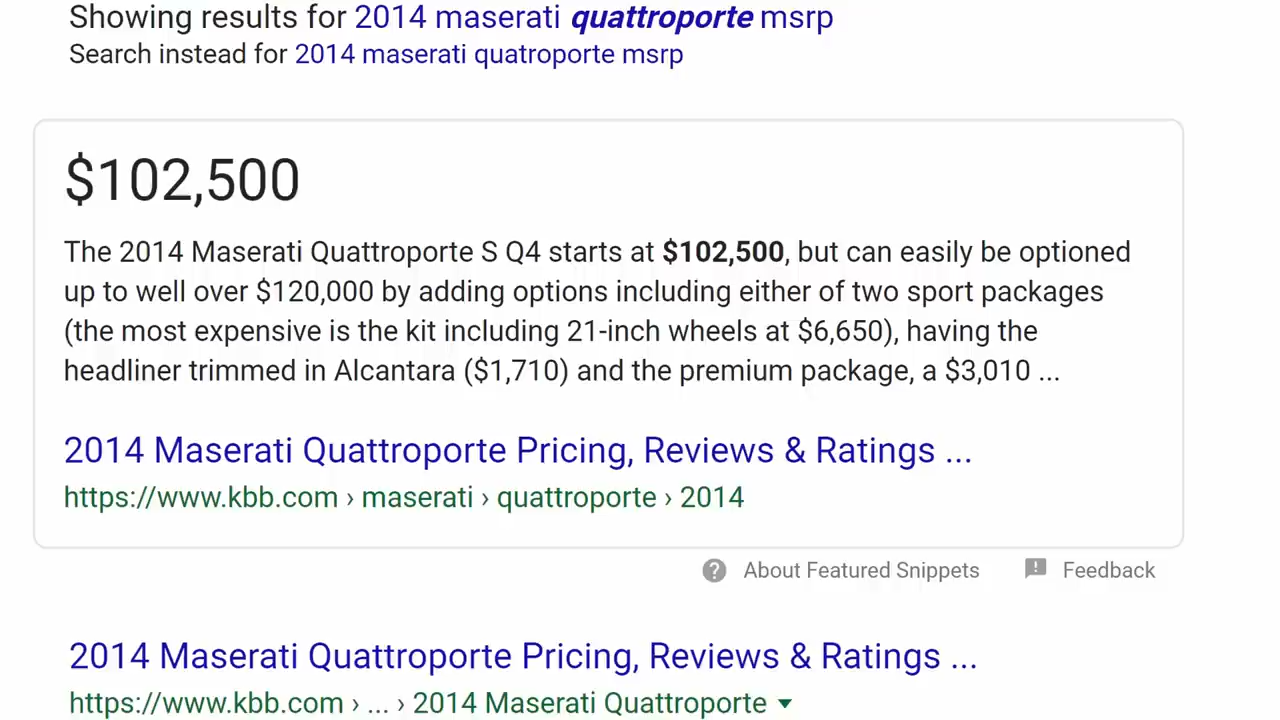 Showing results for 2014 maserati quattroporte msrp
Search instead for 2014 maserati quatroporte msrp
$102,500
The 2014 Maserati Quattroporte S Q4 starts at $102,500, but can easily be optioned
up to well over $120,000 by adding options including either of two sport packages
(the most expensive is the kit including 21-inch wheels at $6,650), having the
headliner trimmed in Alcantara ($1,710) and the premium package, a $3,010 ...
2014 Maserati Quattroporte Pricing, Reviews & Ratings ...
https://www.kbb.com › maserati › quattroporte › 2014
About Featured Snippets
Feedback
2014 Maserati Quattroporte Pricing, Reviews & Ratings ...
https://www.kbb.com › ... › 2014 Maserati Quattroporte